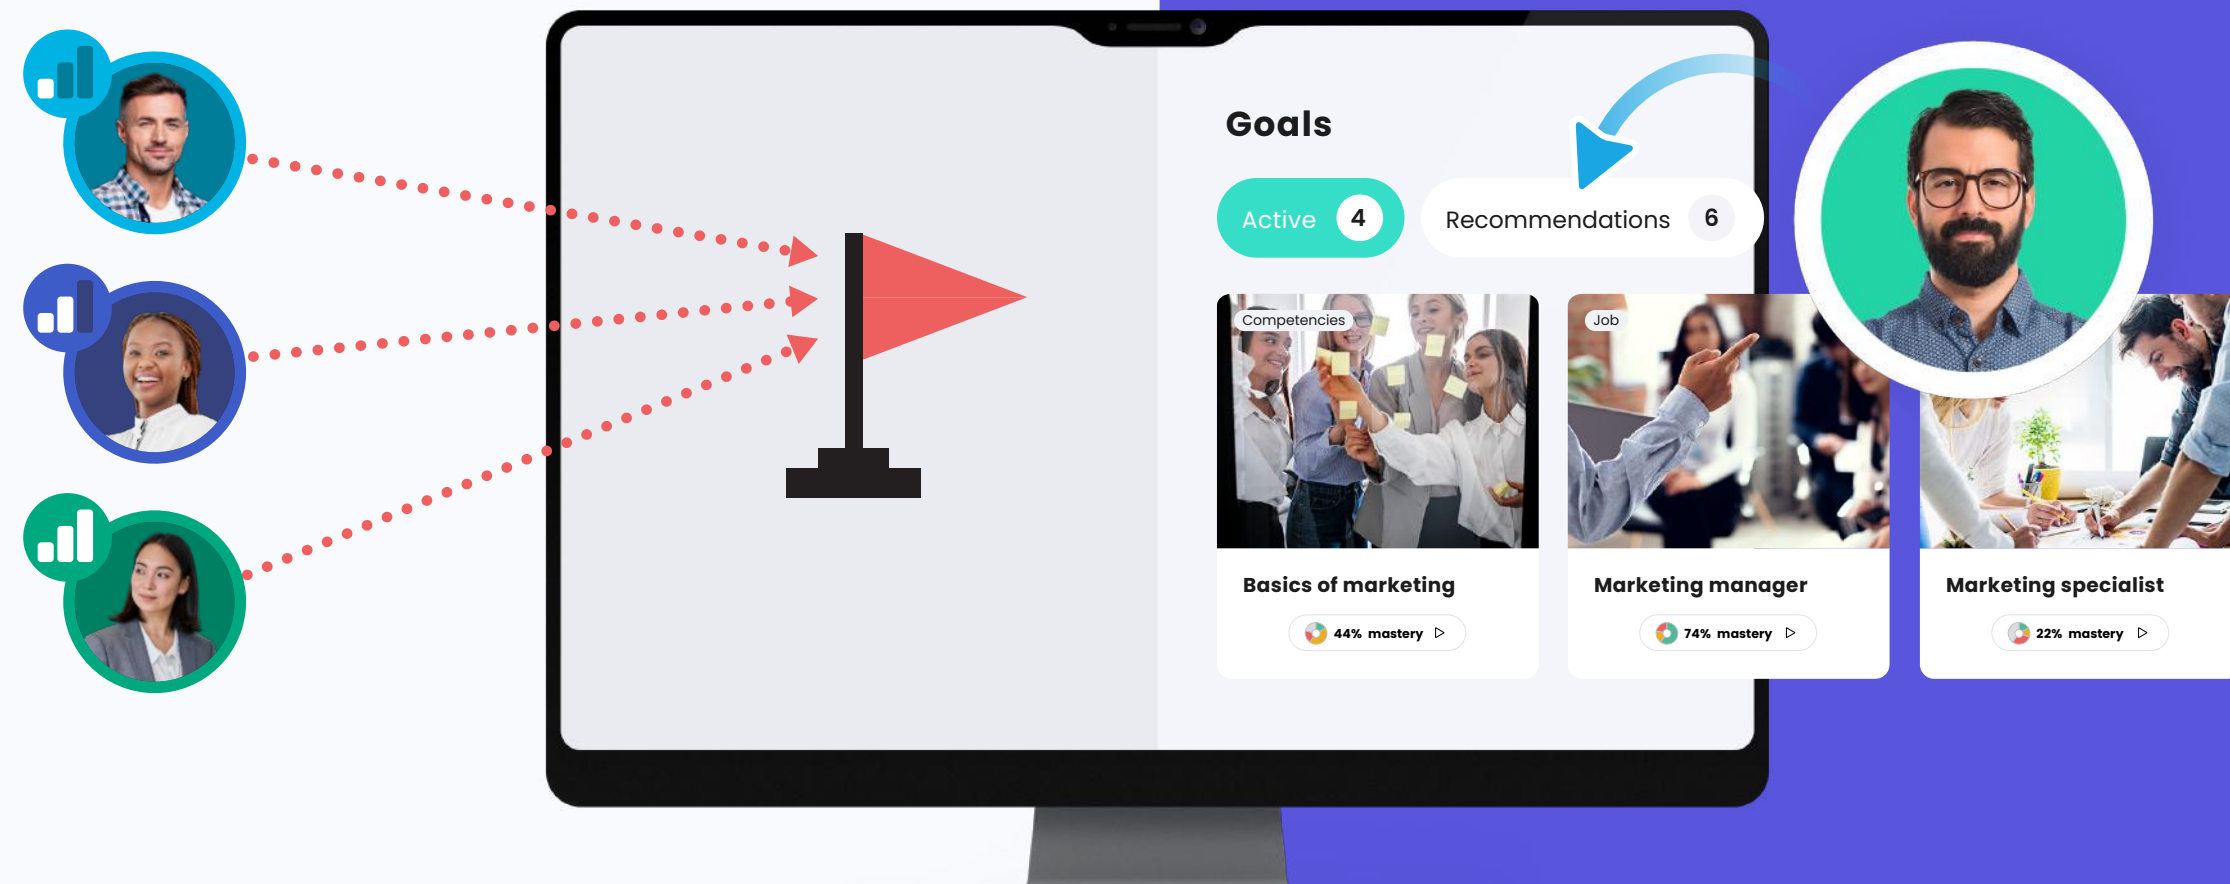 Goals
Active 4
Recommendations 6
Competencies
Job
Basics of marketing
Marketing manager
Marketing specialist
44% mastery
74% mastery
22% mastery